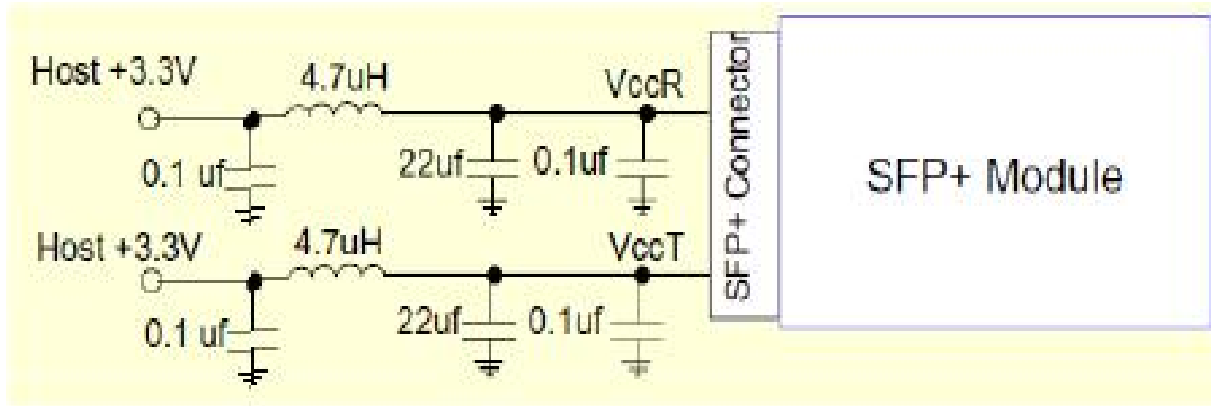 Host +3.3V
4.7uH
VccR
0.1 uf
22uf
0.1uf
Host +3.3V
4.7uH
VccT
0.1 uf
22uf
0.1uf
SFP+ Connector
SFP+ Module